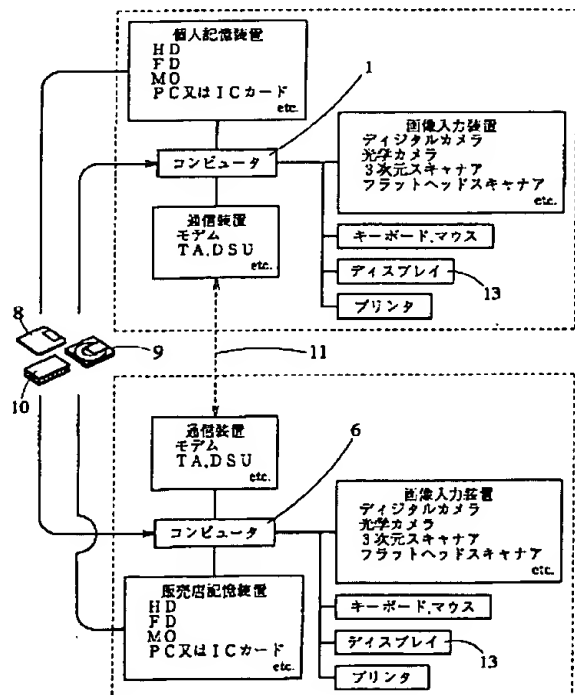 個人記憶装置
HD
FD
MO
PC又はICカード
etc.
1
コンピュータ
画像入力装置
ディジタルカメラ
光学カメラ
3次元スキャナア
フラットヘッドスキャナア
etc.
通信装置
モデム
TA,DSU
etc.
キーボード,マウス
ディスプレイ
13
プリンタ
8
9
10
11
通信装置
モデム
TA,DSU
etc.
6
コンピュータ
画像入力装置
ディジタルカメラ
光学カメラ
3次元スキャナア
フラットヘッドスキャナア
etc.
販売店記憶装置
HD
FD
MO
PC又はICカード
etc.
キーボード,マウス
ディスプレイ
13
プリンタ